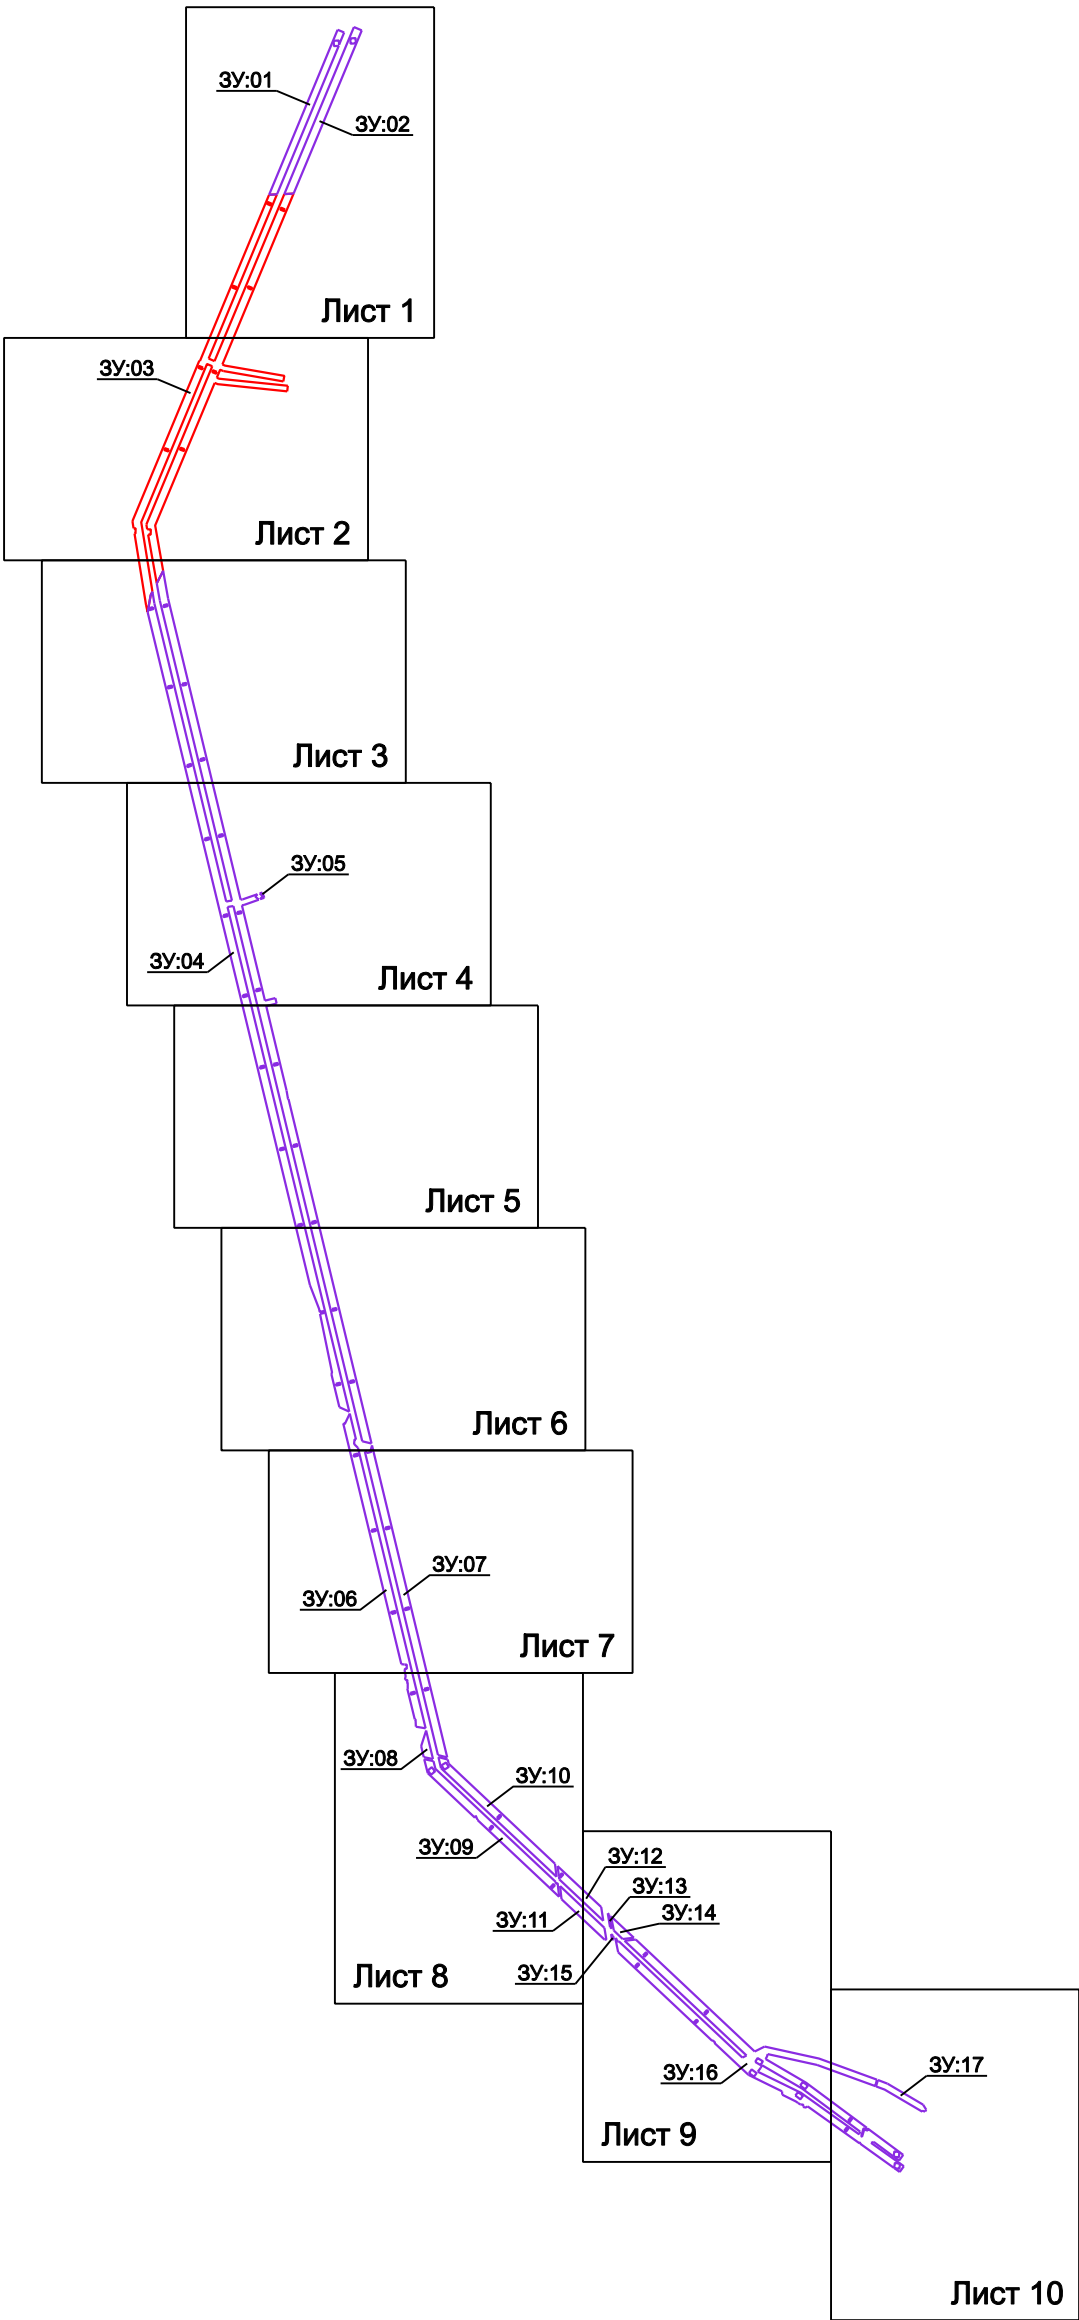 ЗУ:01
ЗУ:02
Лист 1
ЗУ:03
Лист 2
Лист 3
ЗУ:05
ЗУ:04
Лист 4
Лист 5
Лист 6
ЗУ:07
ЗУ:06
Лист 7
ЗУ:08
ЗУ:10
ЗУ:09
ЗУ:12
ЗУ:13
ЗУ:14
ЗУ:11
ЗУ:15
Лист 8
ЗУ:16
ЗУ:17
Лист 9
Лист 10